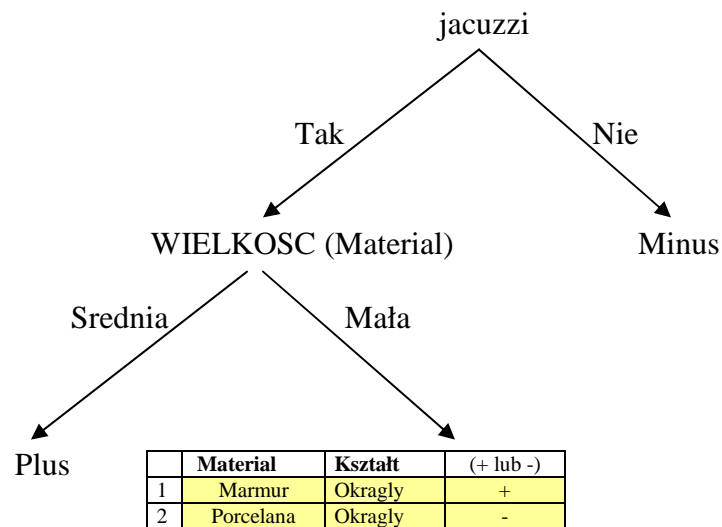 jacuzzi
Tak Nie
WIELKOSC (Material) Minus
Srednia Mała
Plus
Material Kształt (+ lub -)
1 Marmur Okragly +
2 Porcelana Okragly -